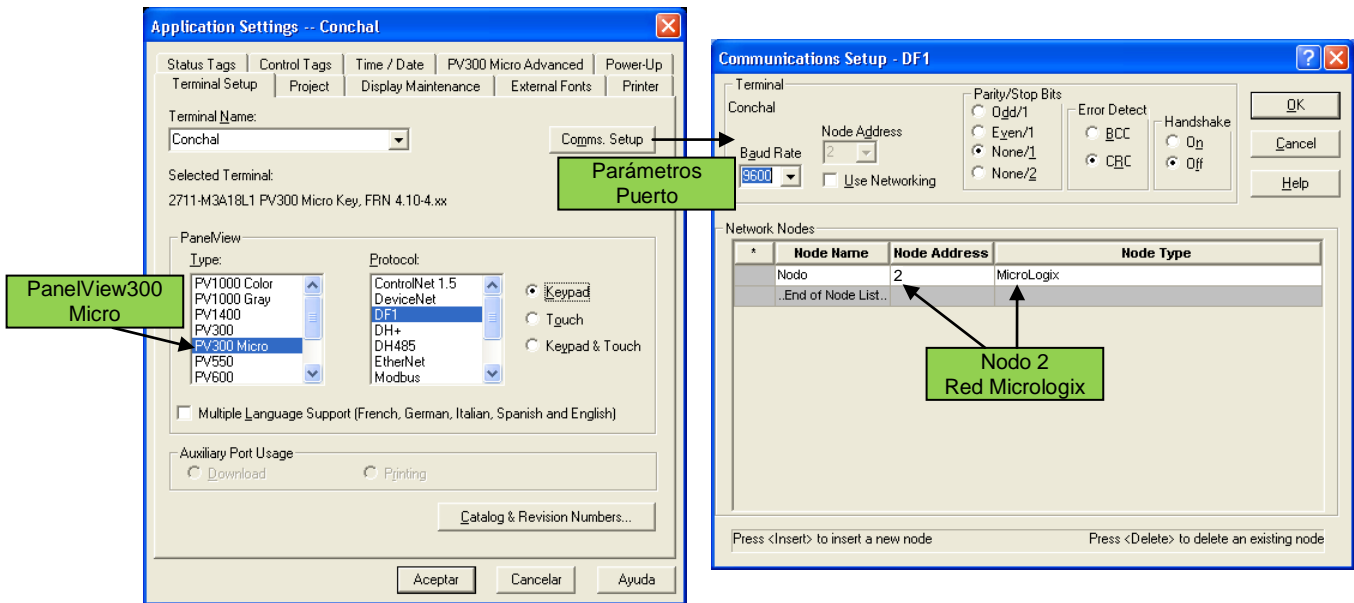 Application Settings -- Conchal
Status Tags
Control Tags
Time / Date
PV300 Micro Advanced
Power-Up
Terminal Setup
Project
Display Maintenance
External Fonts
Printer
Terminal Name:
Conchal
Comms. Setup
Selected Terminal:
2711-M3A18L1 PV300 Micro Key, FRN 4.10-4.xx
PanelView
Type:
PV1000 Color
PV1000 Gray
PV1400
PV300
PV300 Micro
PV550
PV600
Protocol:
ControlNet 1.5
DeviceNet
DF1
DH+
DH485
EtherNet
Modbus
Keypad
Touch
Keypad & Touch
Multiple Language Support (French, German, Italian, Spanish and English)
Auxiliary Port Usage
Download
Printing
Catalog & Revision Numbers...
Aceptar
Cancelar
Ayuda
PanelView300
Micro
Parámetros
Puerto
Communications Setup - DF1
Terminal
Conchal
Baud Rate
9600
Node Address
2
Use Networking
Parity/Stop Bits
Odd/1
Even/1
None/1
None/2
Error Detect
BCC
CRC
Handshake
On
Off
OK
Cancel
Help
Network Nodes
* Node Name Node Address Node Type
Nodo 2 MicroLogix
..End of Node List..
Nodo 2
Red Micrologix
Press <Insert> to insert a new node
Press <Delete> to delete an existing node